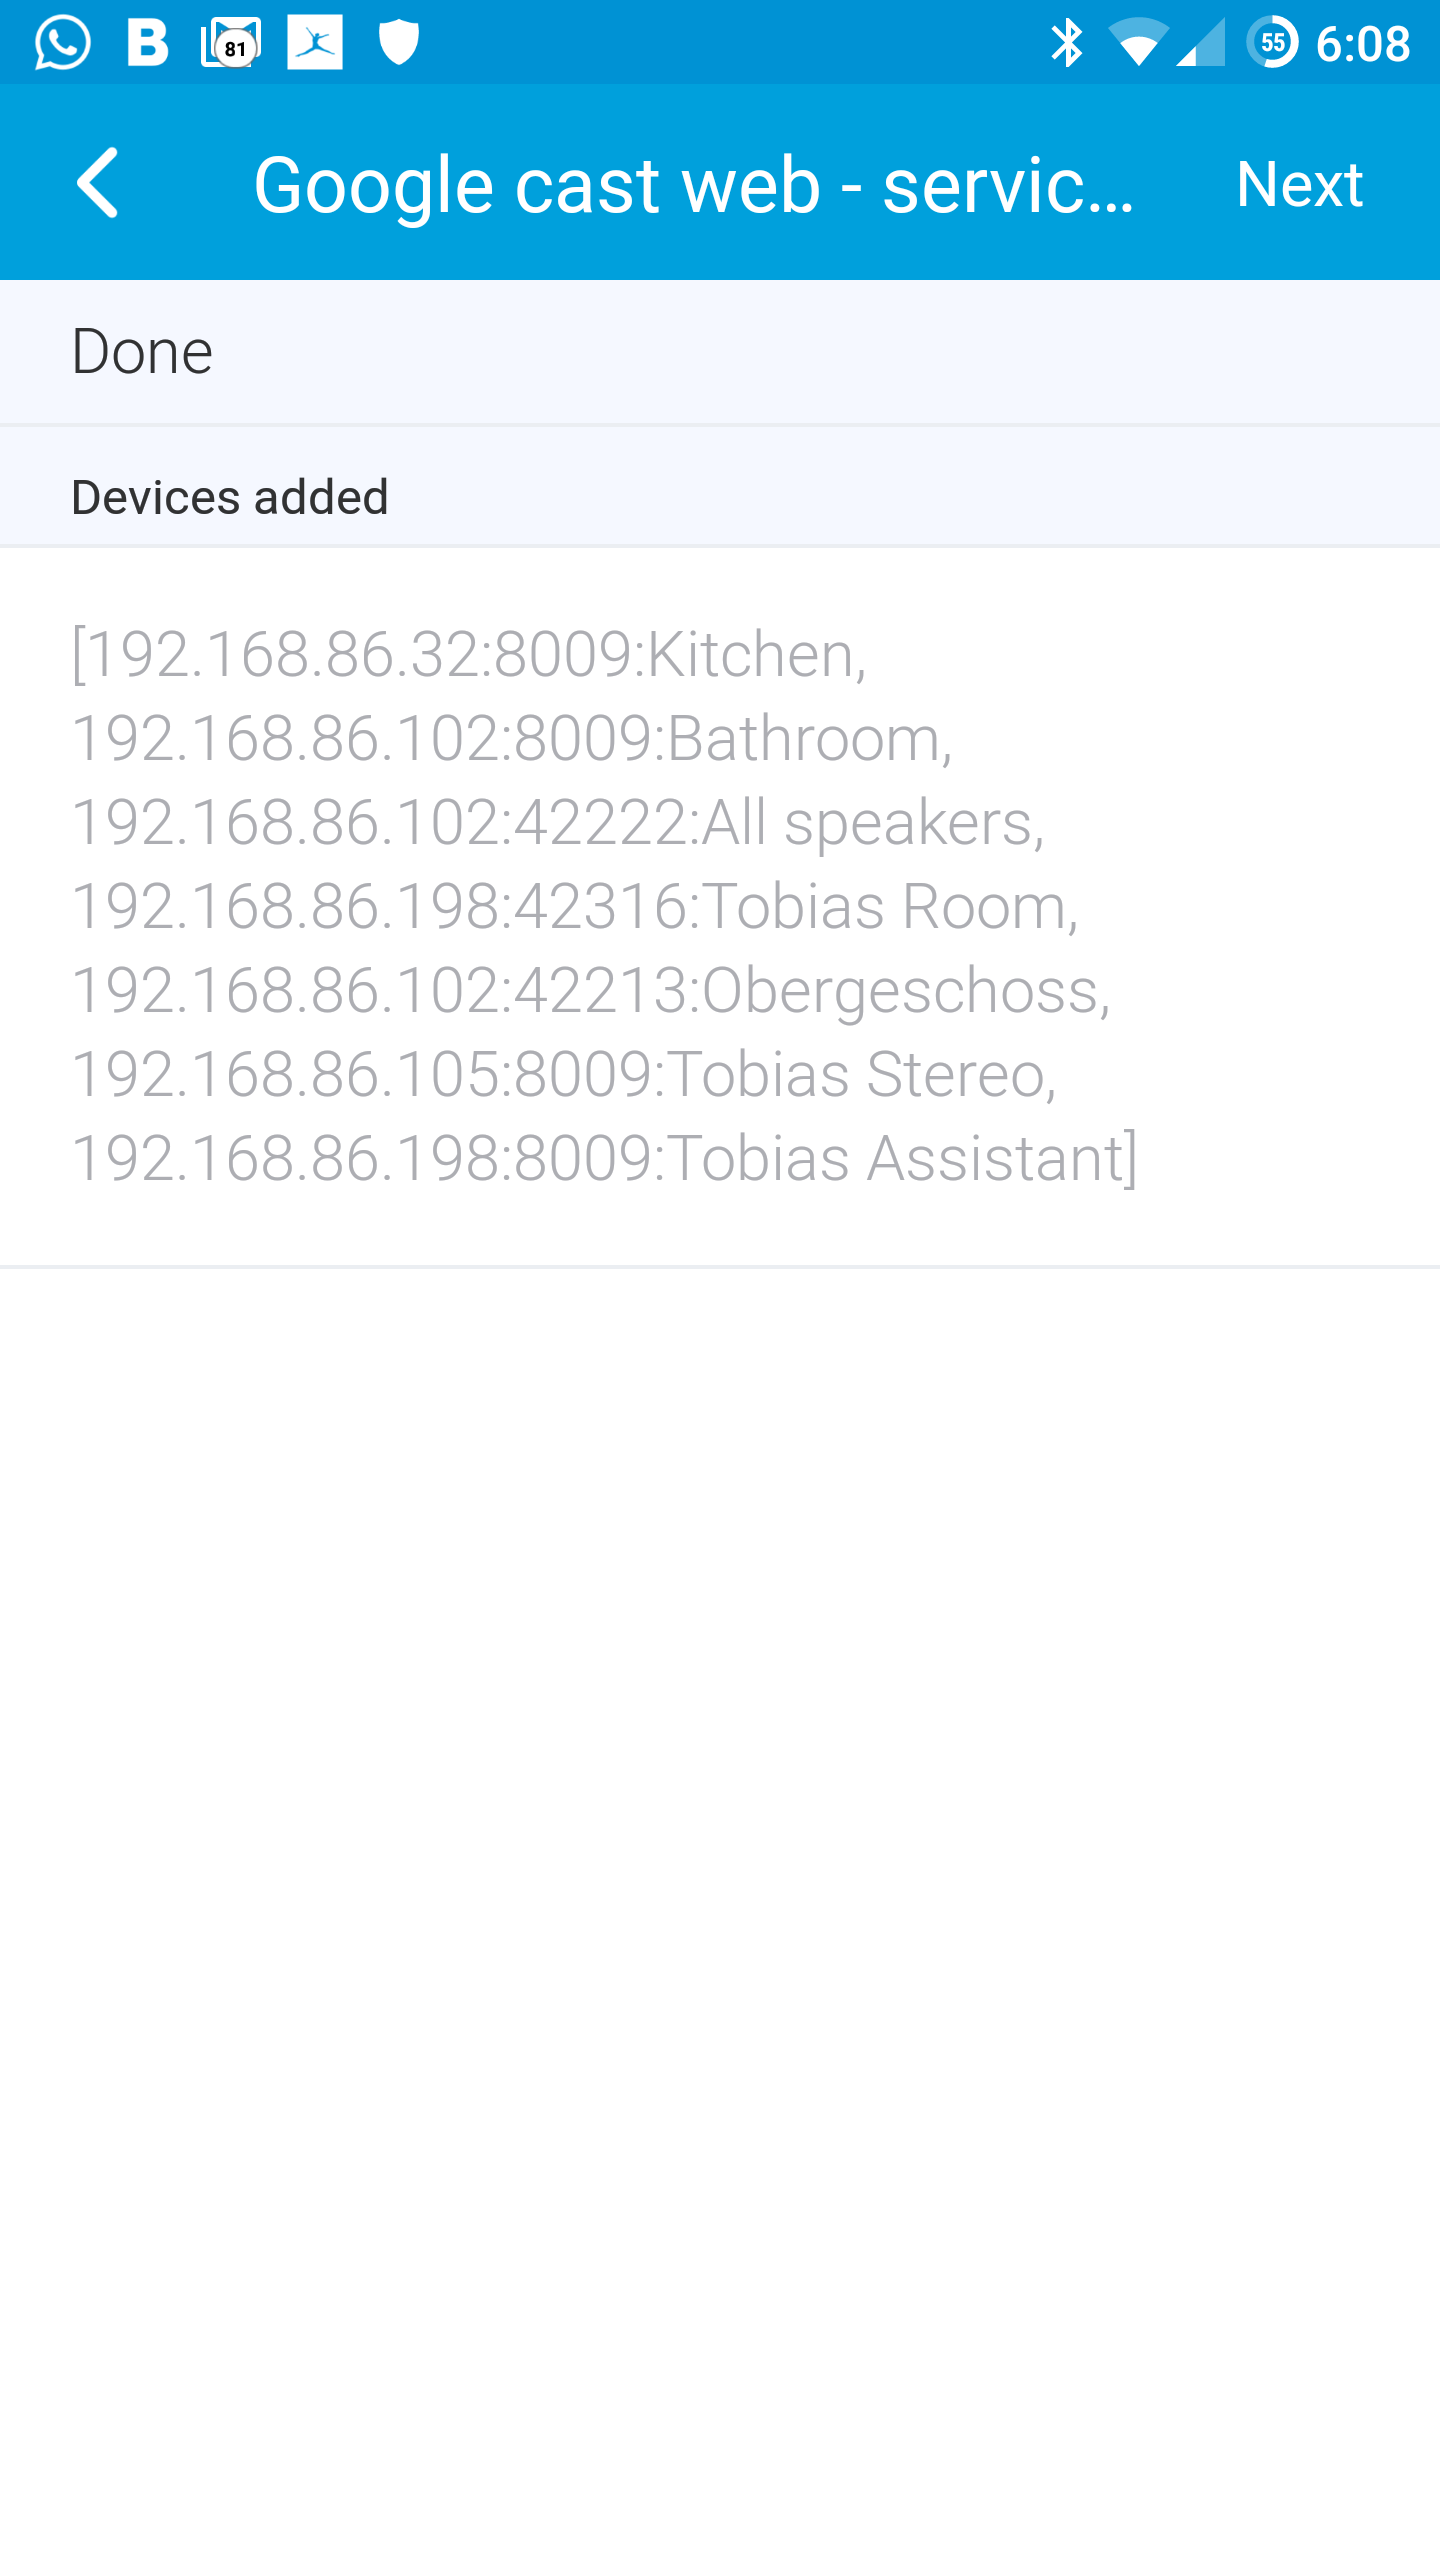 B 81 55 6:08
Google cast web - servic... Next
Done
Devices added
[192.168.86.32:8009:Kitchen,
192.168.86.102:8009:Bathroom,
192.168.86.102:42222:All speakers,
192.168.86.198:42316:Tobias Room,
192.168.86.102:42213:Obergeschoss,
192.168.86.105:8009:Tobias Stereo,
192.168.86.198:8009:Tobias Assistant]